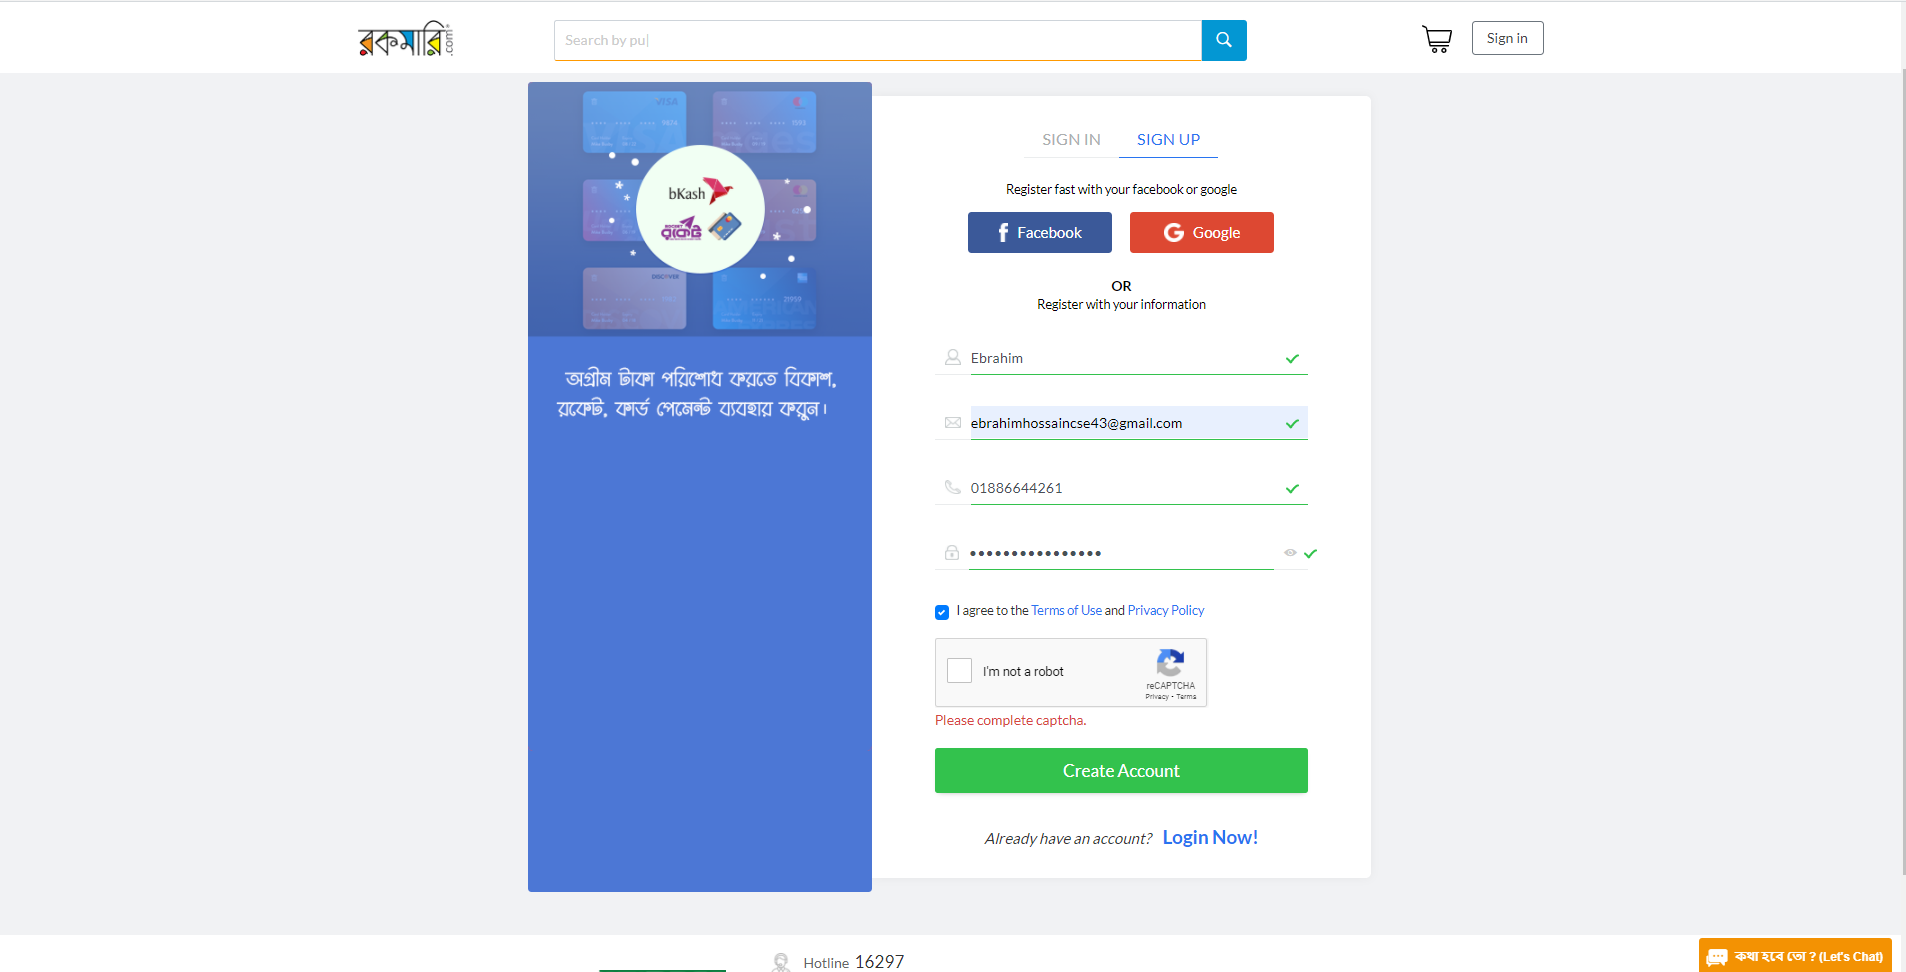 রকমারি.com
Search by pu
Sign in
SIGN IN SIGN UP
Register fast with your facebook or google
Facebook Google
OR
Register with your information
bKash
রকেট
VISA
DISCOVER
অগ্রীম টাকা পরিশোধ করতে বিকাশ,
রকেট, কার্ড পেমেন্ট ব্যবহার করুন।
Ebrahim
ebrahimhossaincse43@gmail.com
01886644261
I agree to the Terms of Use and Privacy Policy
I'm not a robot
reCAPTCHA
Privacy - Terms
Please complete captcha.
Create Account
Already have an account? Login Now!
Hotline 16297
কথা হবে তো ? (Let's Chat)